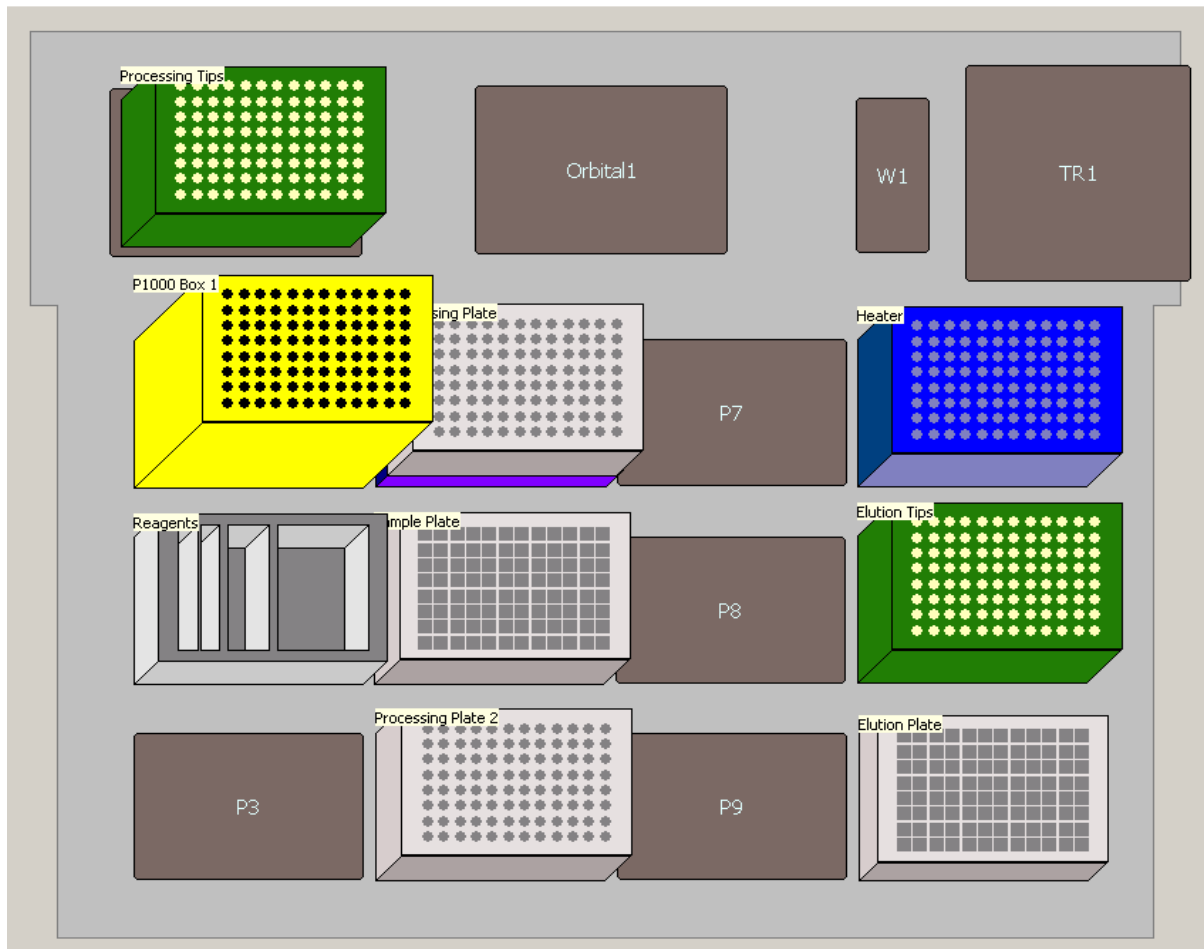 Processing Tips
Orbital1
W1
TR1
P1000 Box 1
sing Plate
P7
Heater
Reagents
mple Plate
P8
Elution Tips
P3
Processing Plate 2
P9
Elution Plate